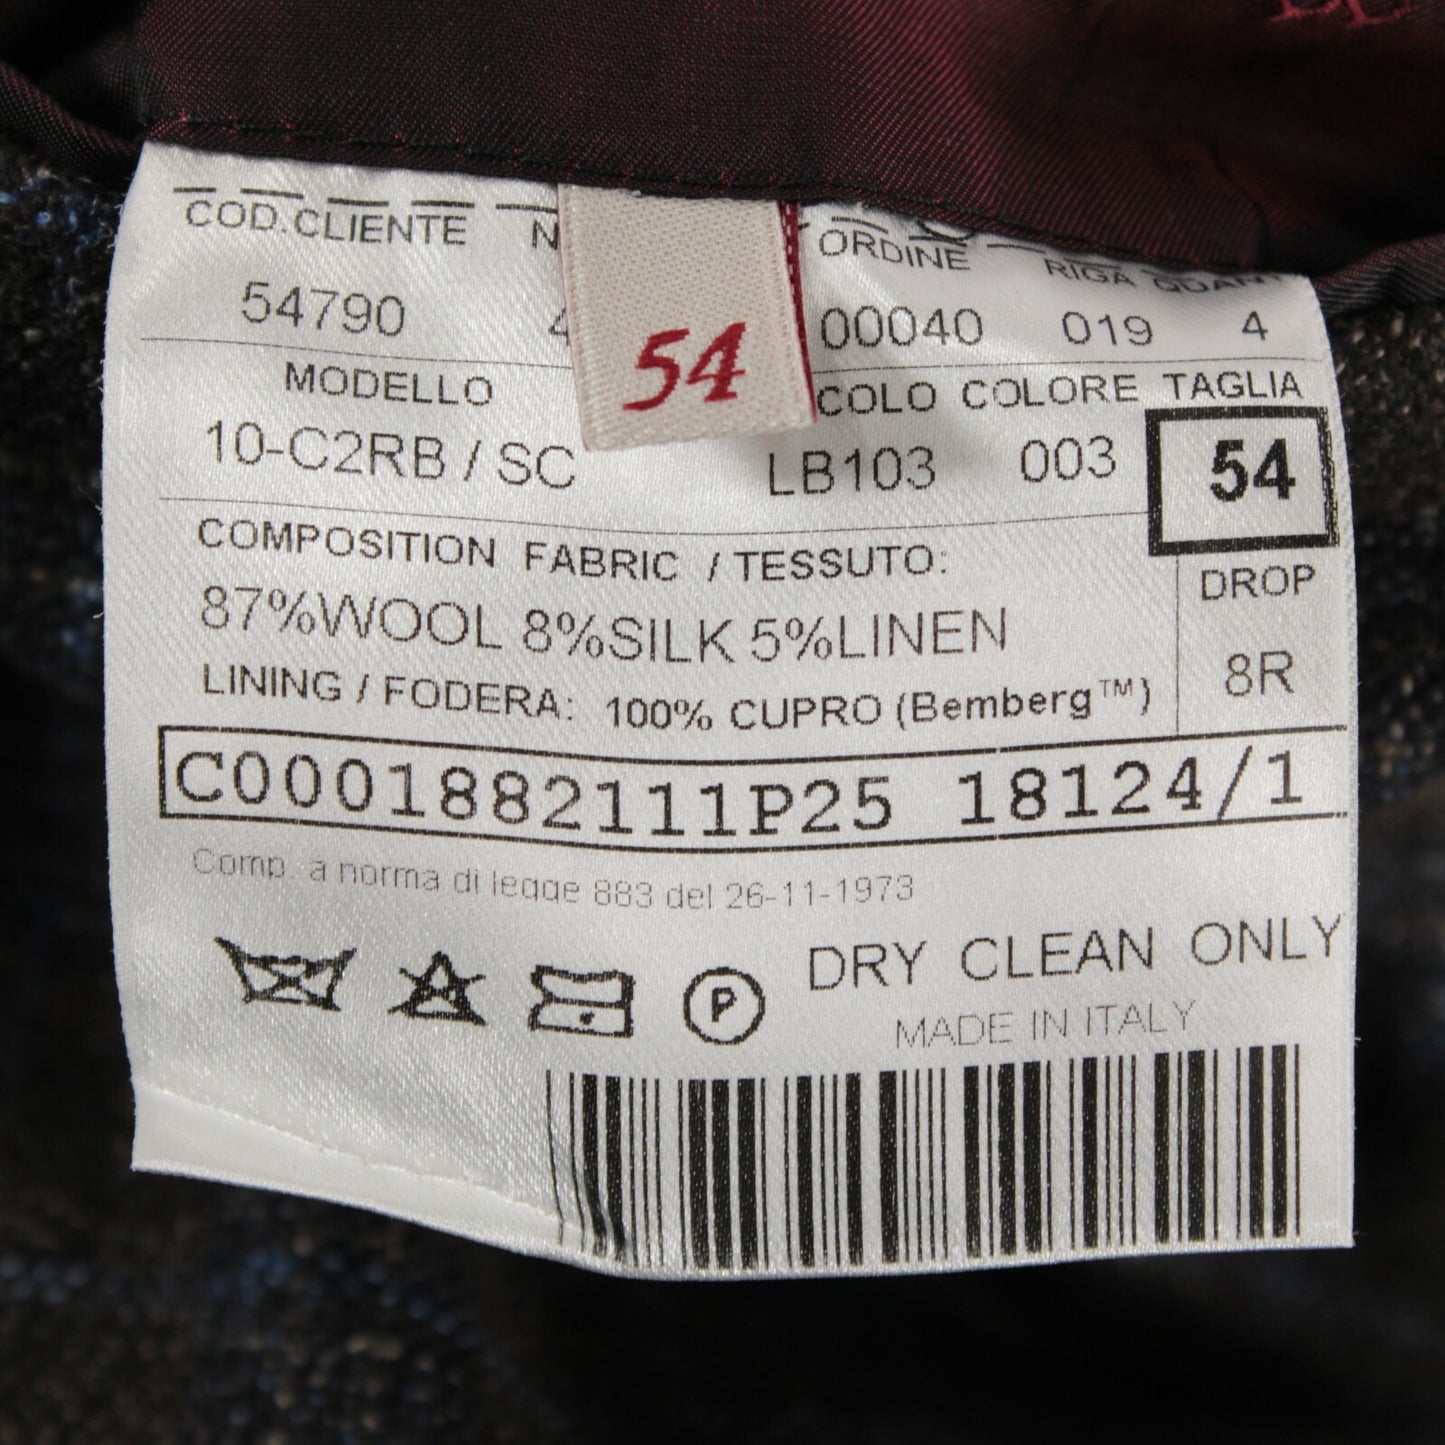 COD.CLIENTE N ORDINE RIGA
54790 4 00040 019 4
54
MODELLO COLO COLORE TAGLIA
10-C2RB / SC LB103 003 54
COMPOSITION FABRIC / TESSUTO:
DROP
87%WOOL 8%SILK 5%LINEN
8R
LINING / FODERA: 100% CUPRO (Bemberg™)
C0001882111P25 18124/1
Comp. a norma di legge 883 del 26-11-1973
P
DRY CLEAN ONLY
MADE IN ITALY